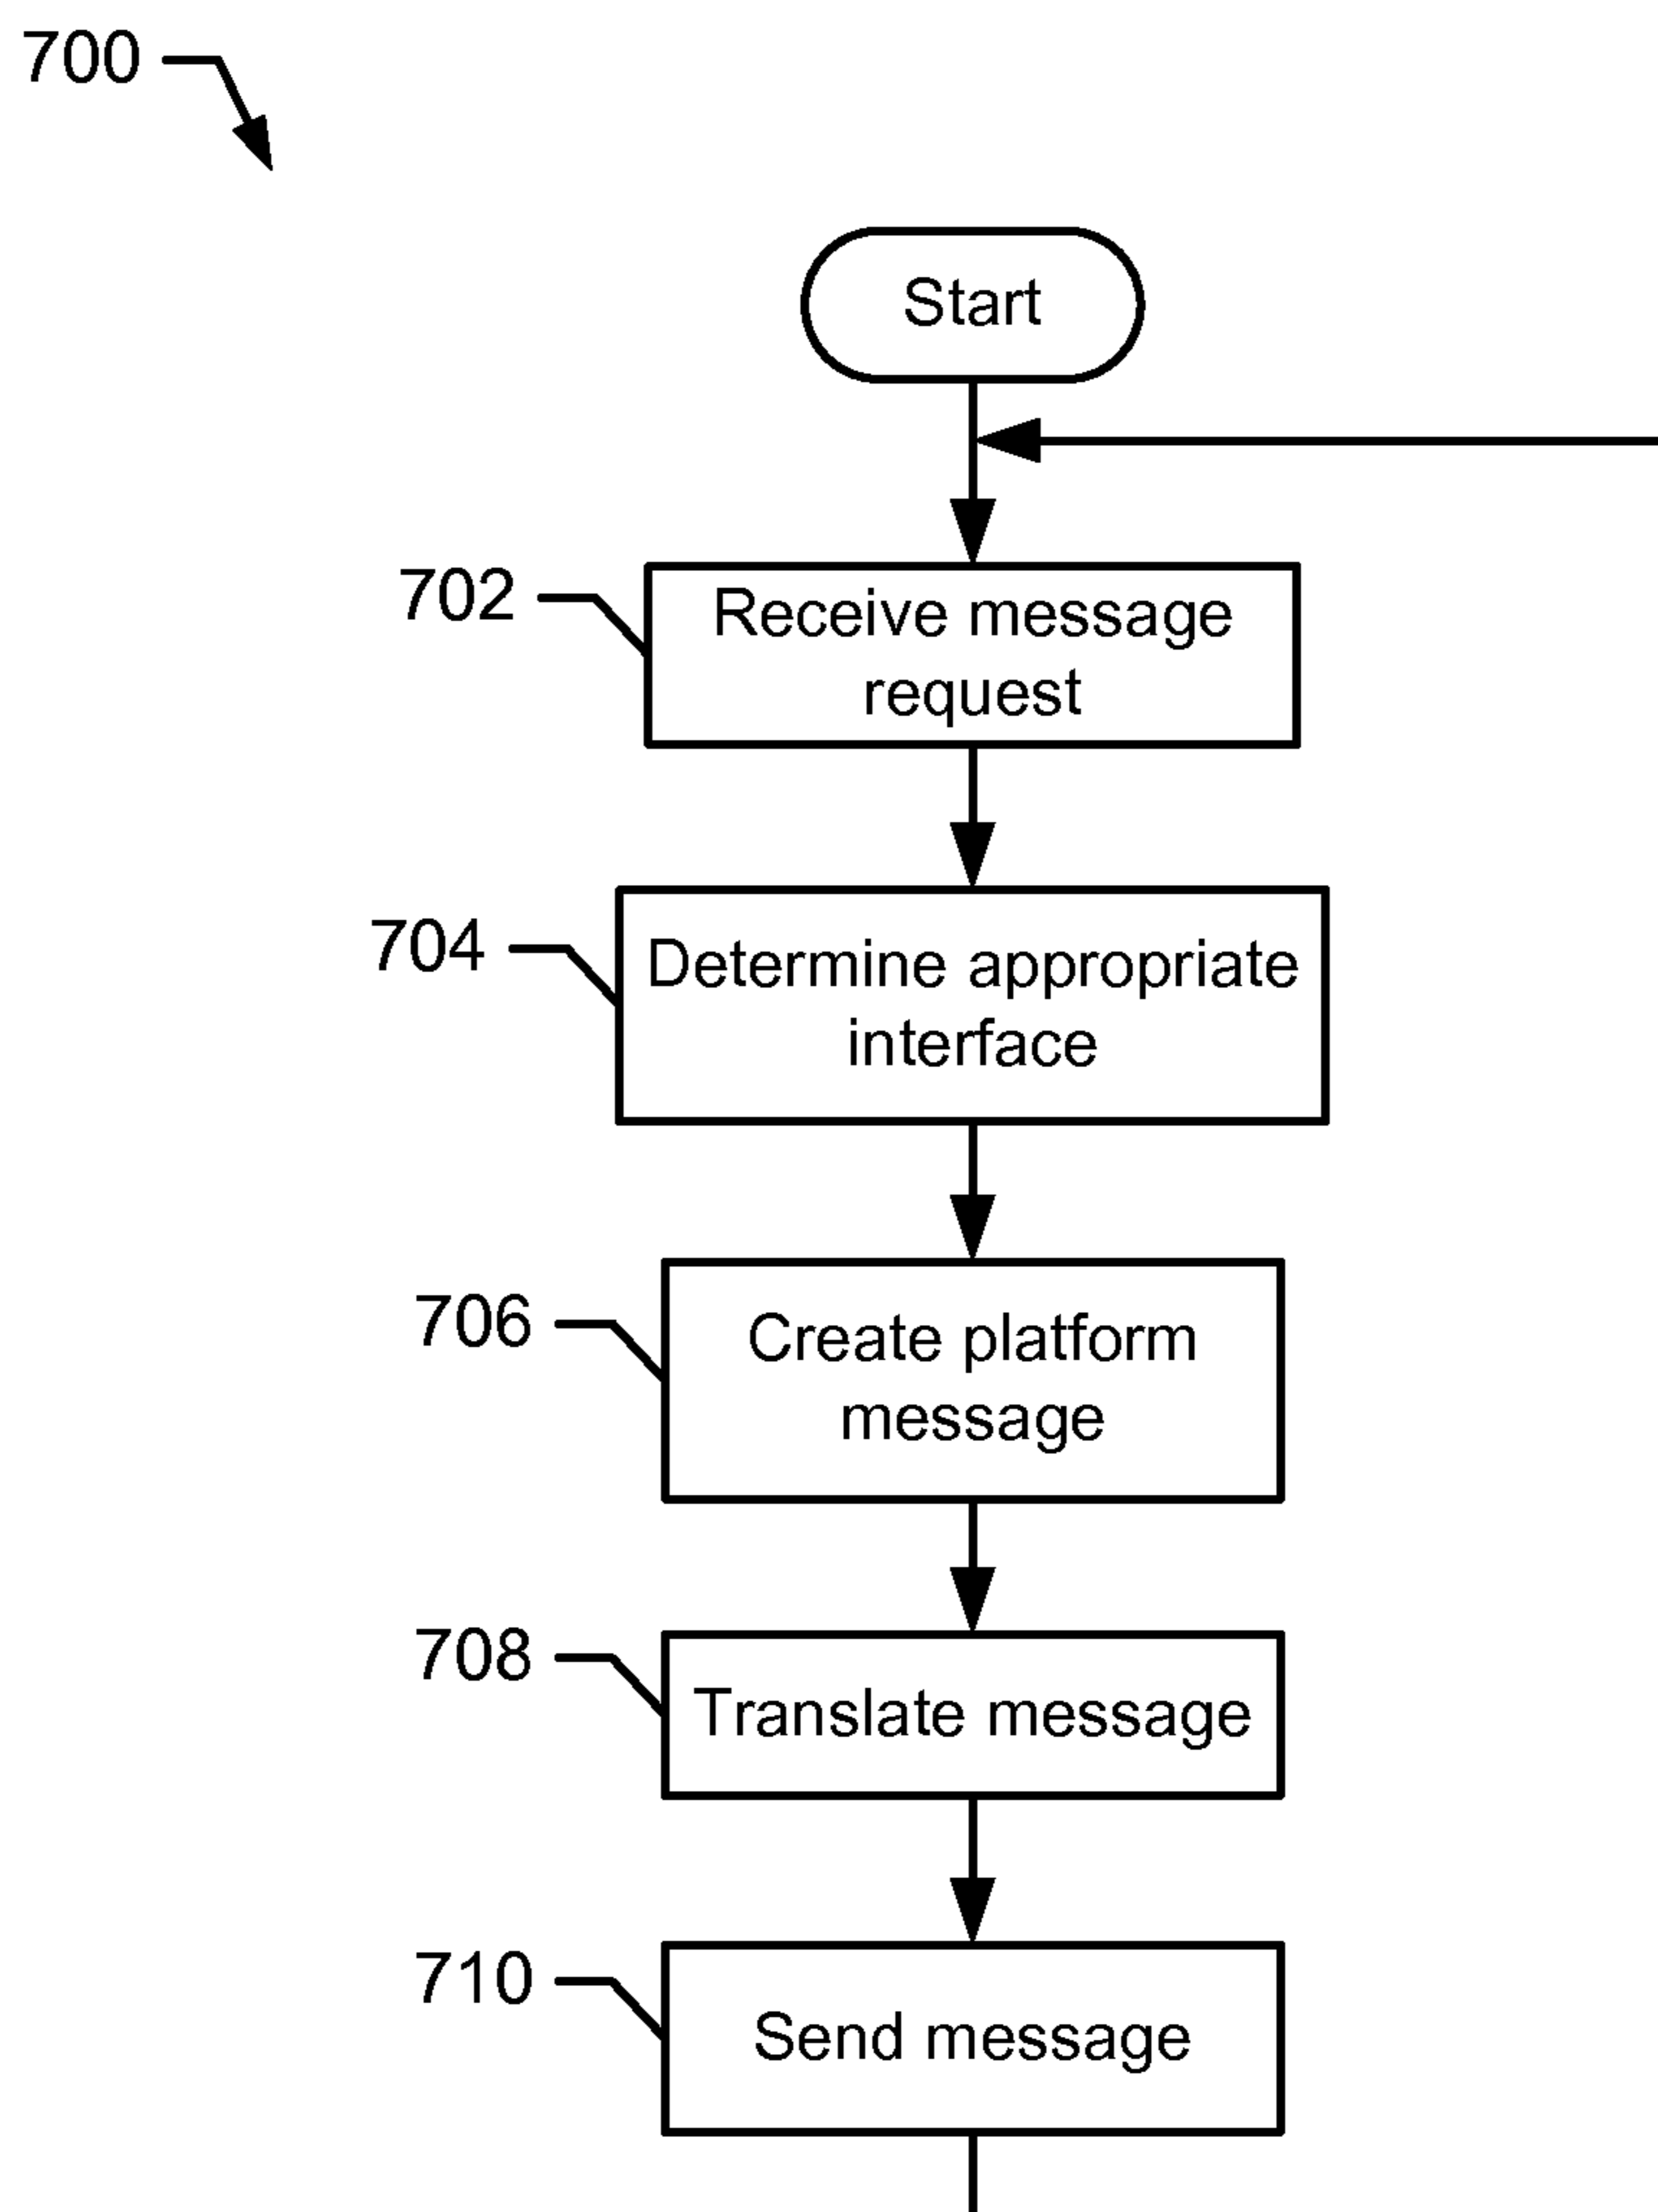 700
Start
702
Receive message
request
704
Determine appropriate
interface
706
Create platform
message
708
Translate message
710
Send message